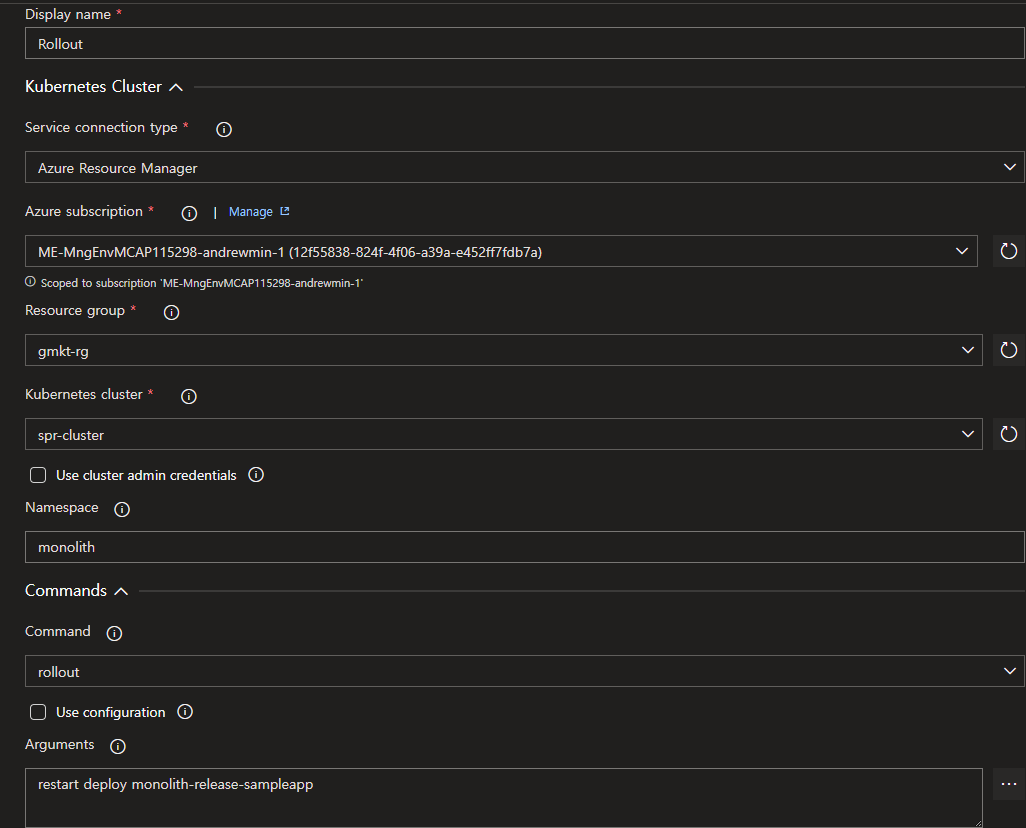 Display name *
Rollout
Kubernetes Cluster
Service connection type *
Azure Resource Manager
Azure subscription * | Manage
ME-MngEnvMCAP115298-andrewmin-1 (12f55838-824f-4f06-a39a-e452ff7fdb7a)
Scoped to subscription 'ME-MngEnvMCAP115298-andrewmin-1'
Resource group *
gmkt-rg
Kubernetes cluster *
spr-cluster
Use cluster admin credentials
Namespace
monolith
Commands
Command
rollout
Use configuration
Arguments
restart deploy monolith-release-sampleapp